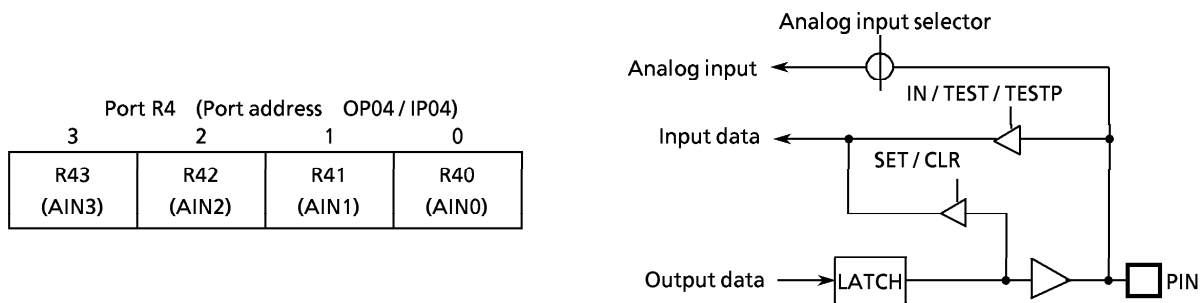 Port R4 (Port address OP04 / IP04)
3 2 1 0
R43 R42 R41 R40
(AIN3) (AIN2) (AIN1) (AIN0)
Analog input selector
Analog input
IN / TEST / TESTP
Input data
SET / CLR
Output data LATCH PIN